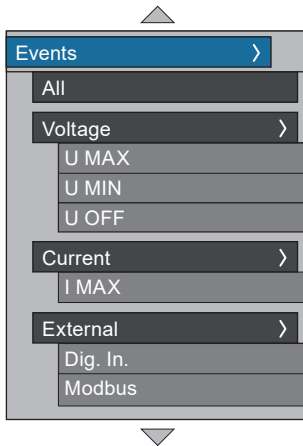 Events
All
Voltage
U MAX
U MIN
U OFF
Current
I MAX
External
Dig. In.
Modbus